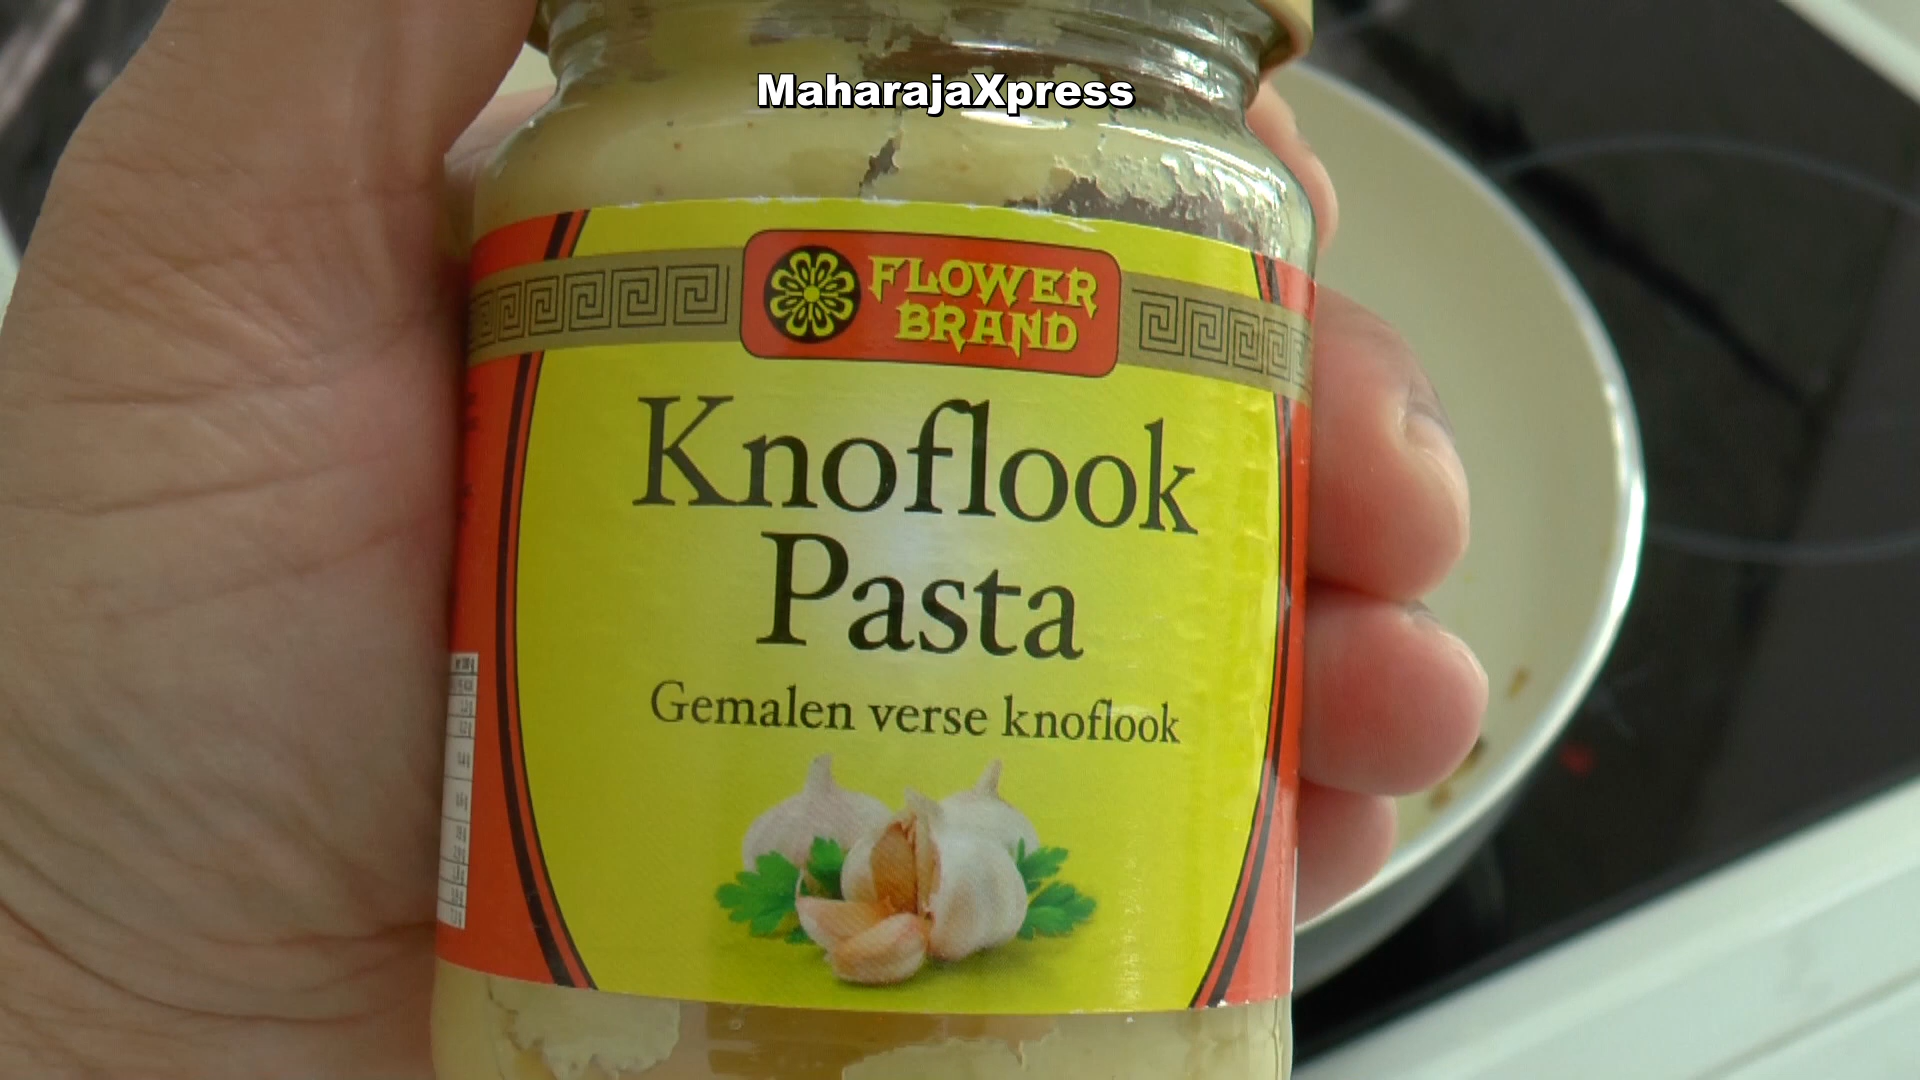 MaharajaXpress
FLOWER
BRAND
Knoflook
Pasta
Gemalen verse knoflook